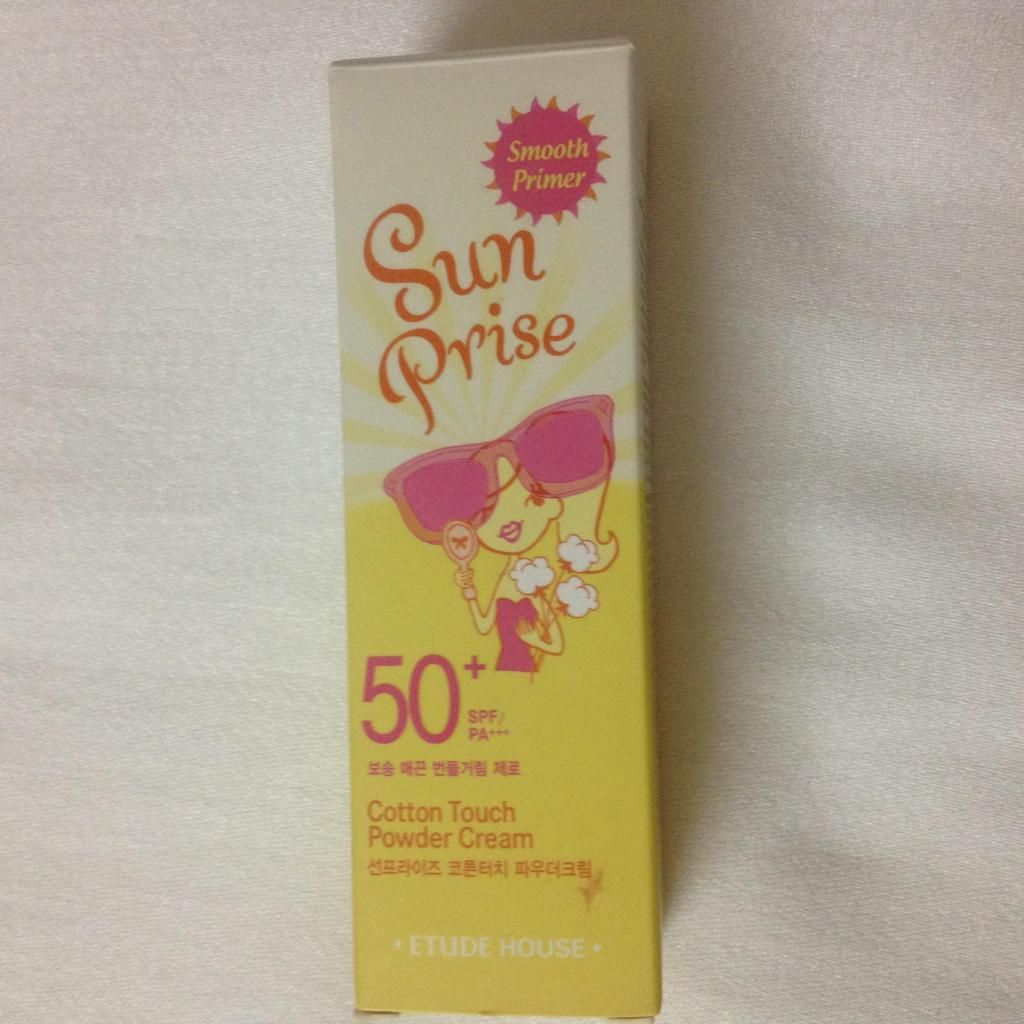 Smooth
Primer
Sun
Prise
50+
SPF/
PA+++
보송 매끈 번들거림 제로
Cotton Touch
Powder Cream
선프라이즈 코튼터치 파우더크림
+ ETUDE HOUSE +